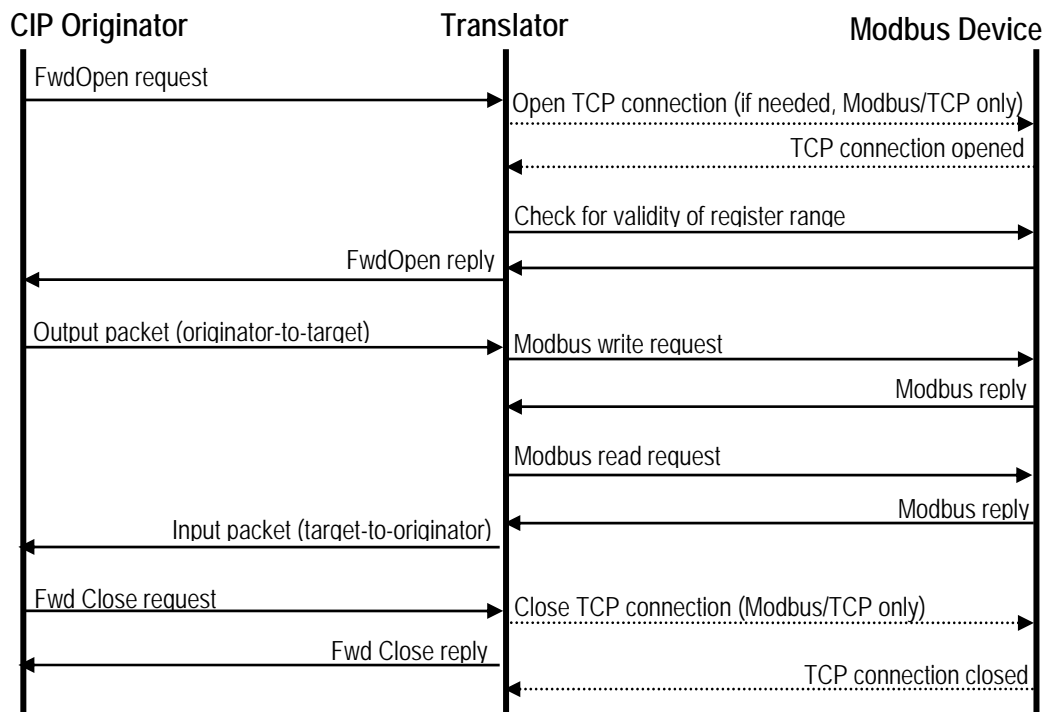 CIP Originator
Translator
Modbus Device
FwdOpen request
Open TCP connection (if needed, Modbus/TCP only)
TCP connection opened
Check for validity of register range
FwdOpen reply
Output packet (originator-to-target)
Modbus write request
Modbus reply
Modbus read request
Modbus reply
Input packet (target-to-originator)
Fwd Close request
Close TCP connection (Modbus/TCP only)
Fwd Close reply
TCP connection closed